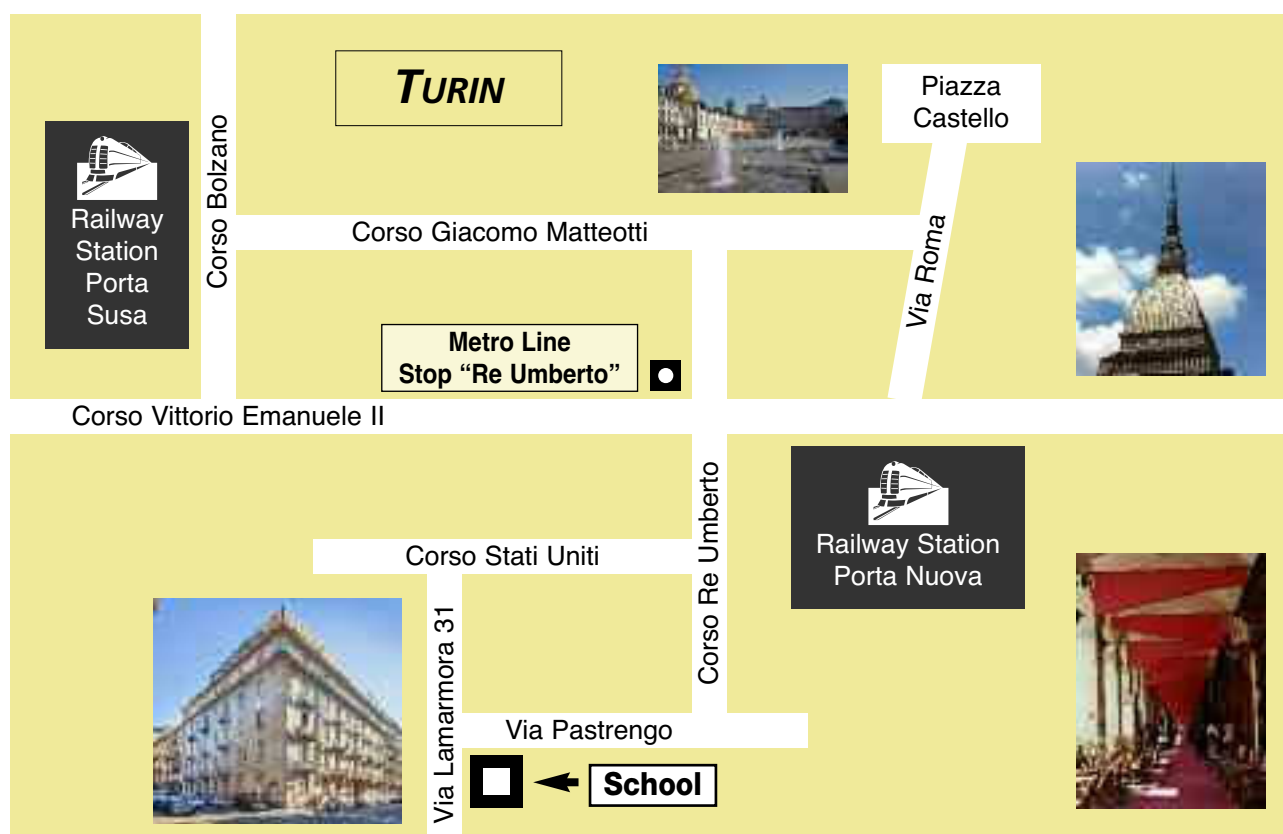 TURIN
Piazza
Castello
Corso Bolzano
Railway
Station
Porta
Susa
Corso Giacomo Matteotti
Via Roma
Metro Line
Stop “Re Umberto”
Corso Vittorio Emanuele II
Corso Re Umberto
Railway Station
Porta Nuova
Corso Stati Uniti
Via Lamarmora 31
Via Pastrengo
School